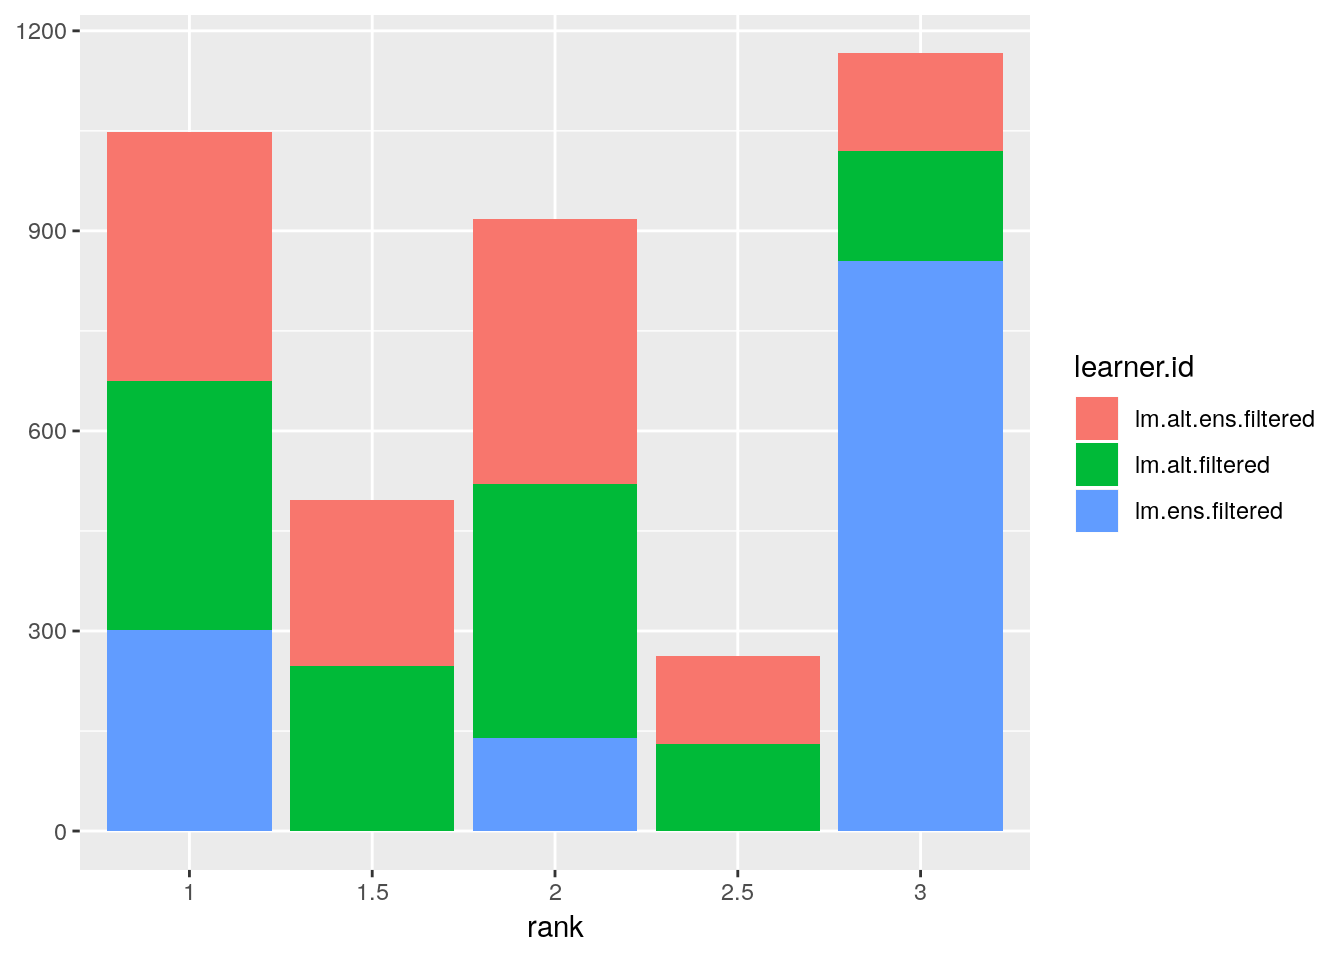 1200
900
600
300
0
1 1.5 2 2.5 3
rank
learner.id
lm.alt.ens.filtered
lm.alt.filtered
lm.ens.filtered